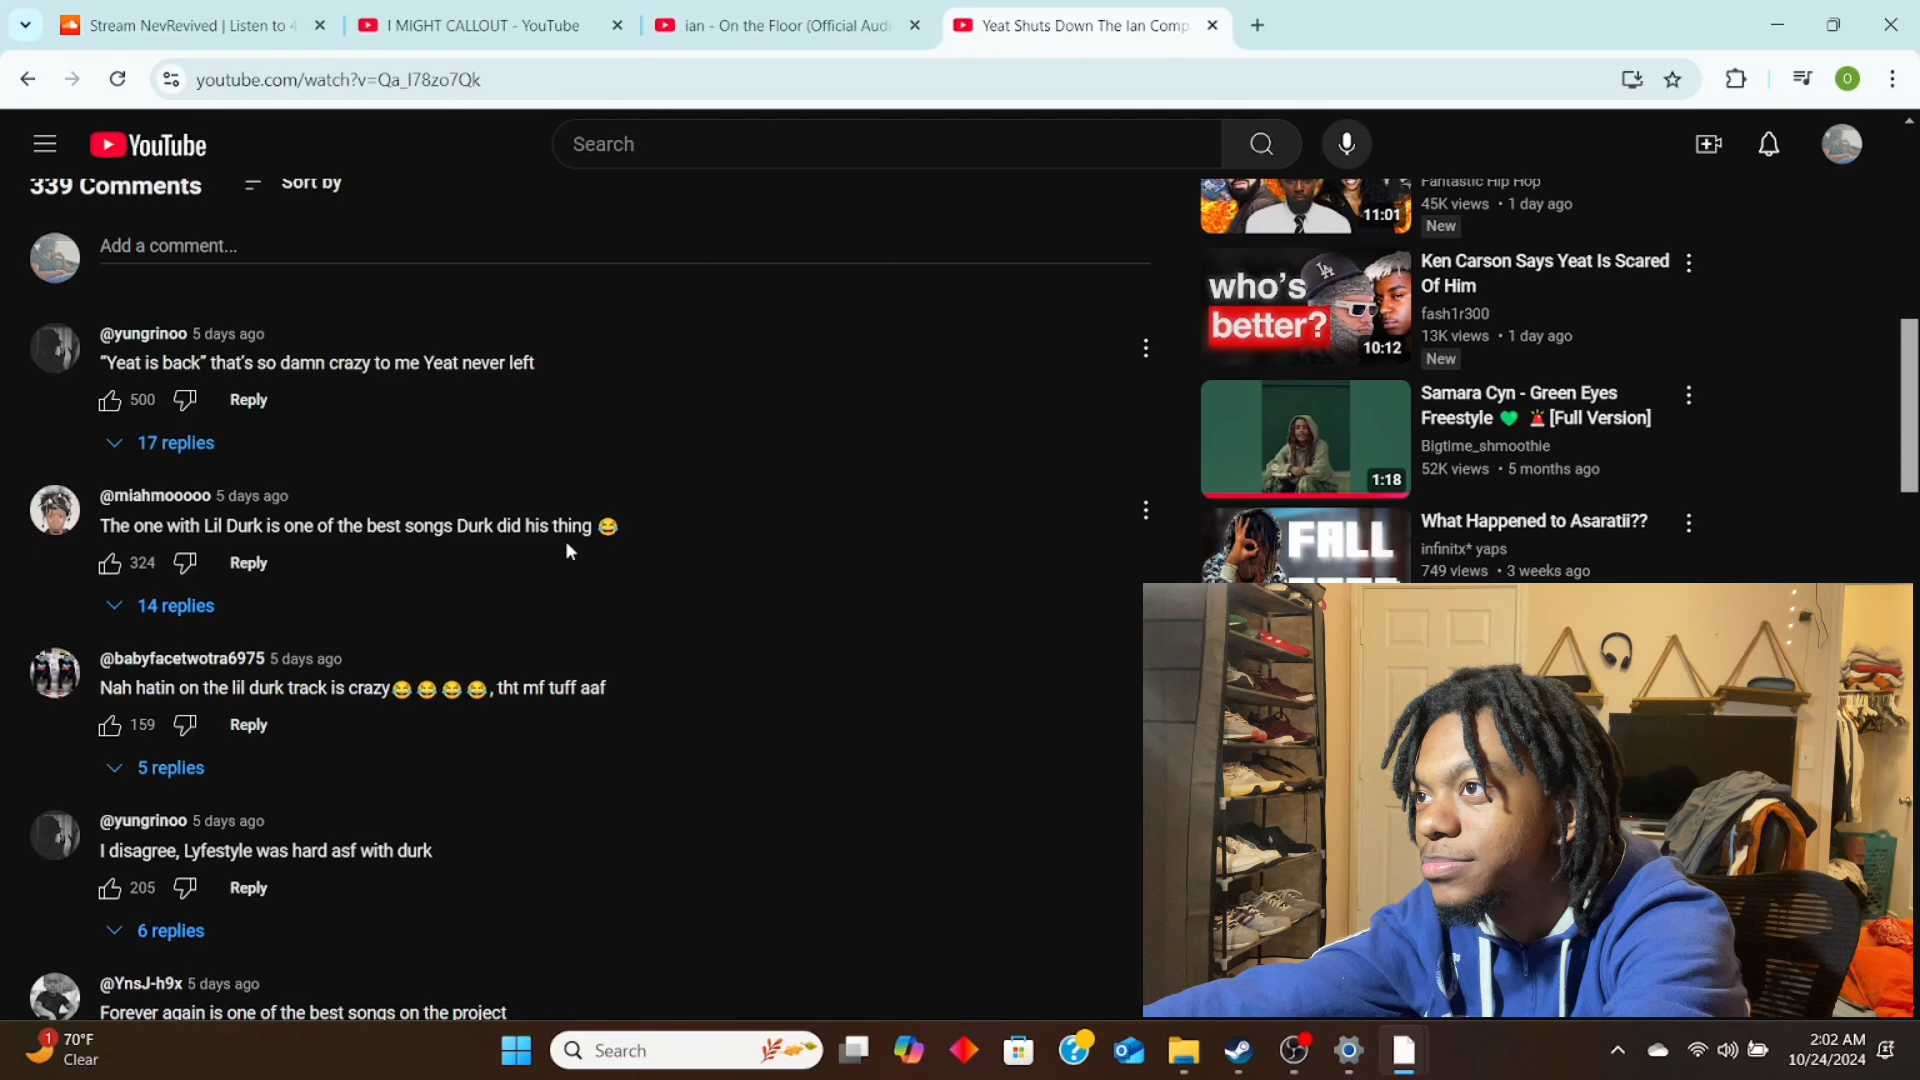 Stream NevRevived | Listen to 4
I MIGHT CALLOUT - YouTube
ian - On the Floor (Official Audi
Yeat Shuts Down The Ian Comp
youtube.com/watch?v=Qa_I78zo7Qk
O
YouTube
Search
339 Comments
Sort by
Add a comment...
@yungrinoo 5 days ago
“Yeat is back” that’s so damn crazy to me Yeat never left
500
Reply
17 replies
@miahmooooo 5 days ago
The one with Lil Durk is one of the best songs Durk did his thing 😂
324
Reply
14 replies
@babyfacetwotra6975 5 days ago
Nah hatin on the lil durk track is crazy😂😂😂😂, tht mf tuff aaf
159
Reply
5 replies
@yungrinoo 5 days ago
I disagree, Lyfestyle was hard asf with durk
205
Reply
6 replies
@YnsJ-h9x 5 days ago
Forever again is one of the best songs on the project
11:01
Fantastic Hip Hop
45K views • 1 day ago
New
who's
better?
LA
10:12
Ken Carson Says Yeat Is Scared
Of Him
fash1r300
13K views • 1 day ago
New
1:18
Samara Cyn - Green Eyes
Freestyle 💚 🚨[Full Version]
Bigtime_shmoothie
52K views • 5 months ago
FALL
What Happened to Asaratii??
infinitx* yaps
749 views • 3 weeks ago
1
70°F
Clear
Search
2:02 AM
10/24/2024